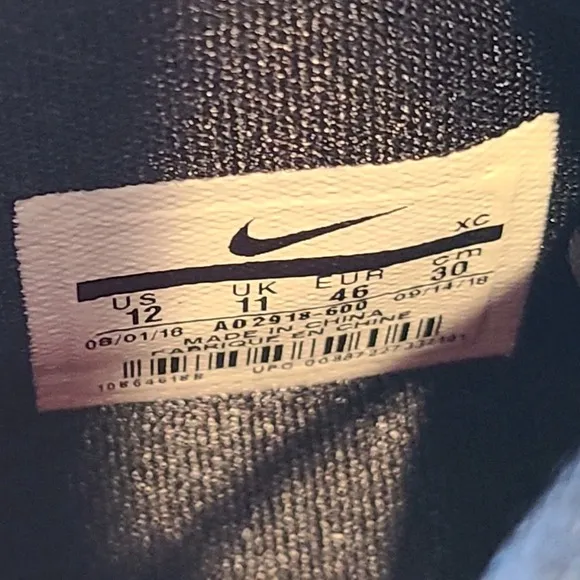 XC
US UK EUR cm
12 11 46 30
08/01/18 AO2918-600 09/14/18
MADE IN CHINA
FABRIQUE EN CHINE
UPC